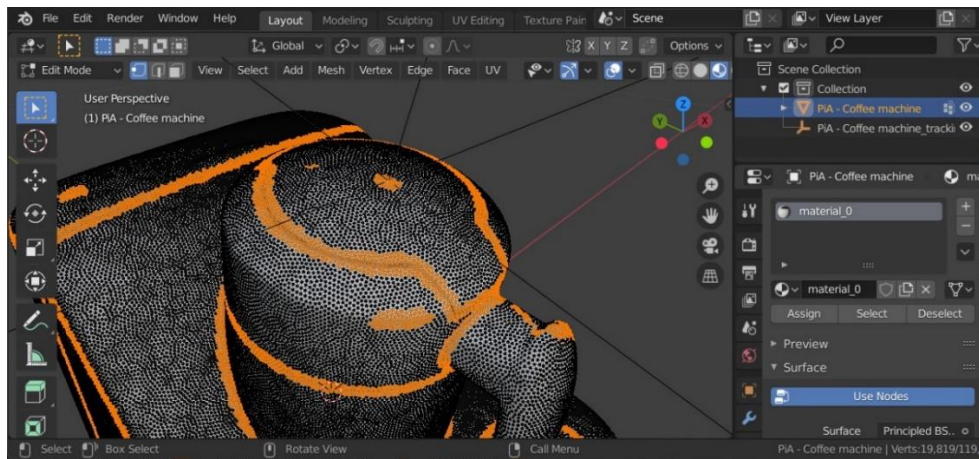 File Edit Render Window Help Layout Modeling Sculpting UV Editing Texture Pain Scene View Layer
Global X Y Z Options
Edit Mode View Select Add Mesh Vertex Edge Face UV
Scene Collection
Collection
PiA - Coffee machine
PiA - Coffee machine_tracki
User Perspective
(1) PiA - Coffee machine
Z
Y
X
PiA - Coffee machine
material_0
material_0
Assign Select Deselect
Preview
Surface
Use Nodes
Surface Principled BS..
Select Box Select Rotate View Call Menu PiA - Coffee machine | Verts:19,819/119